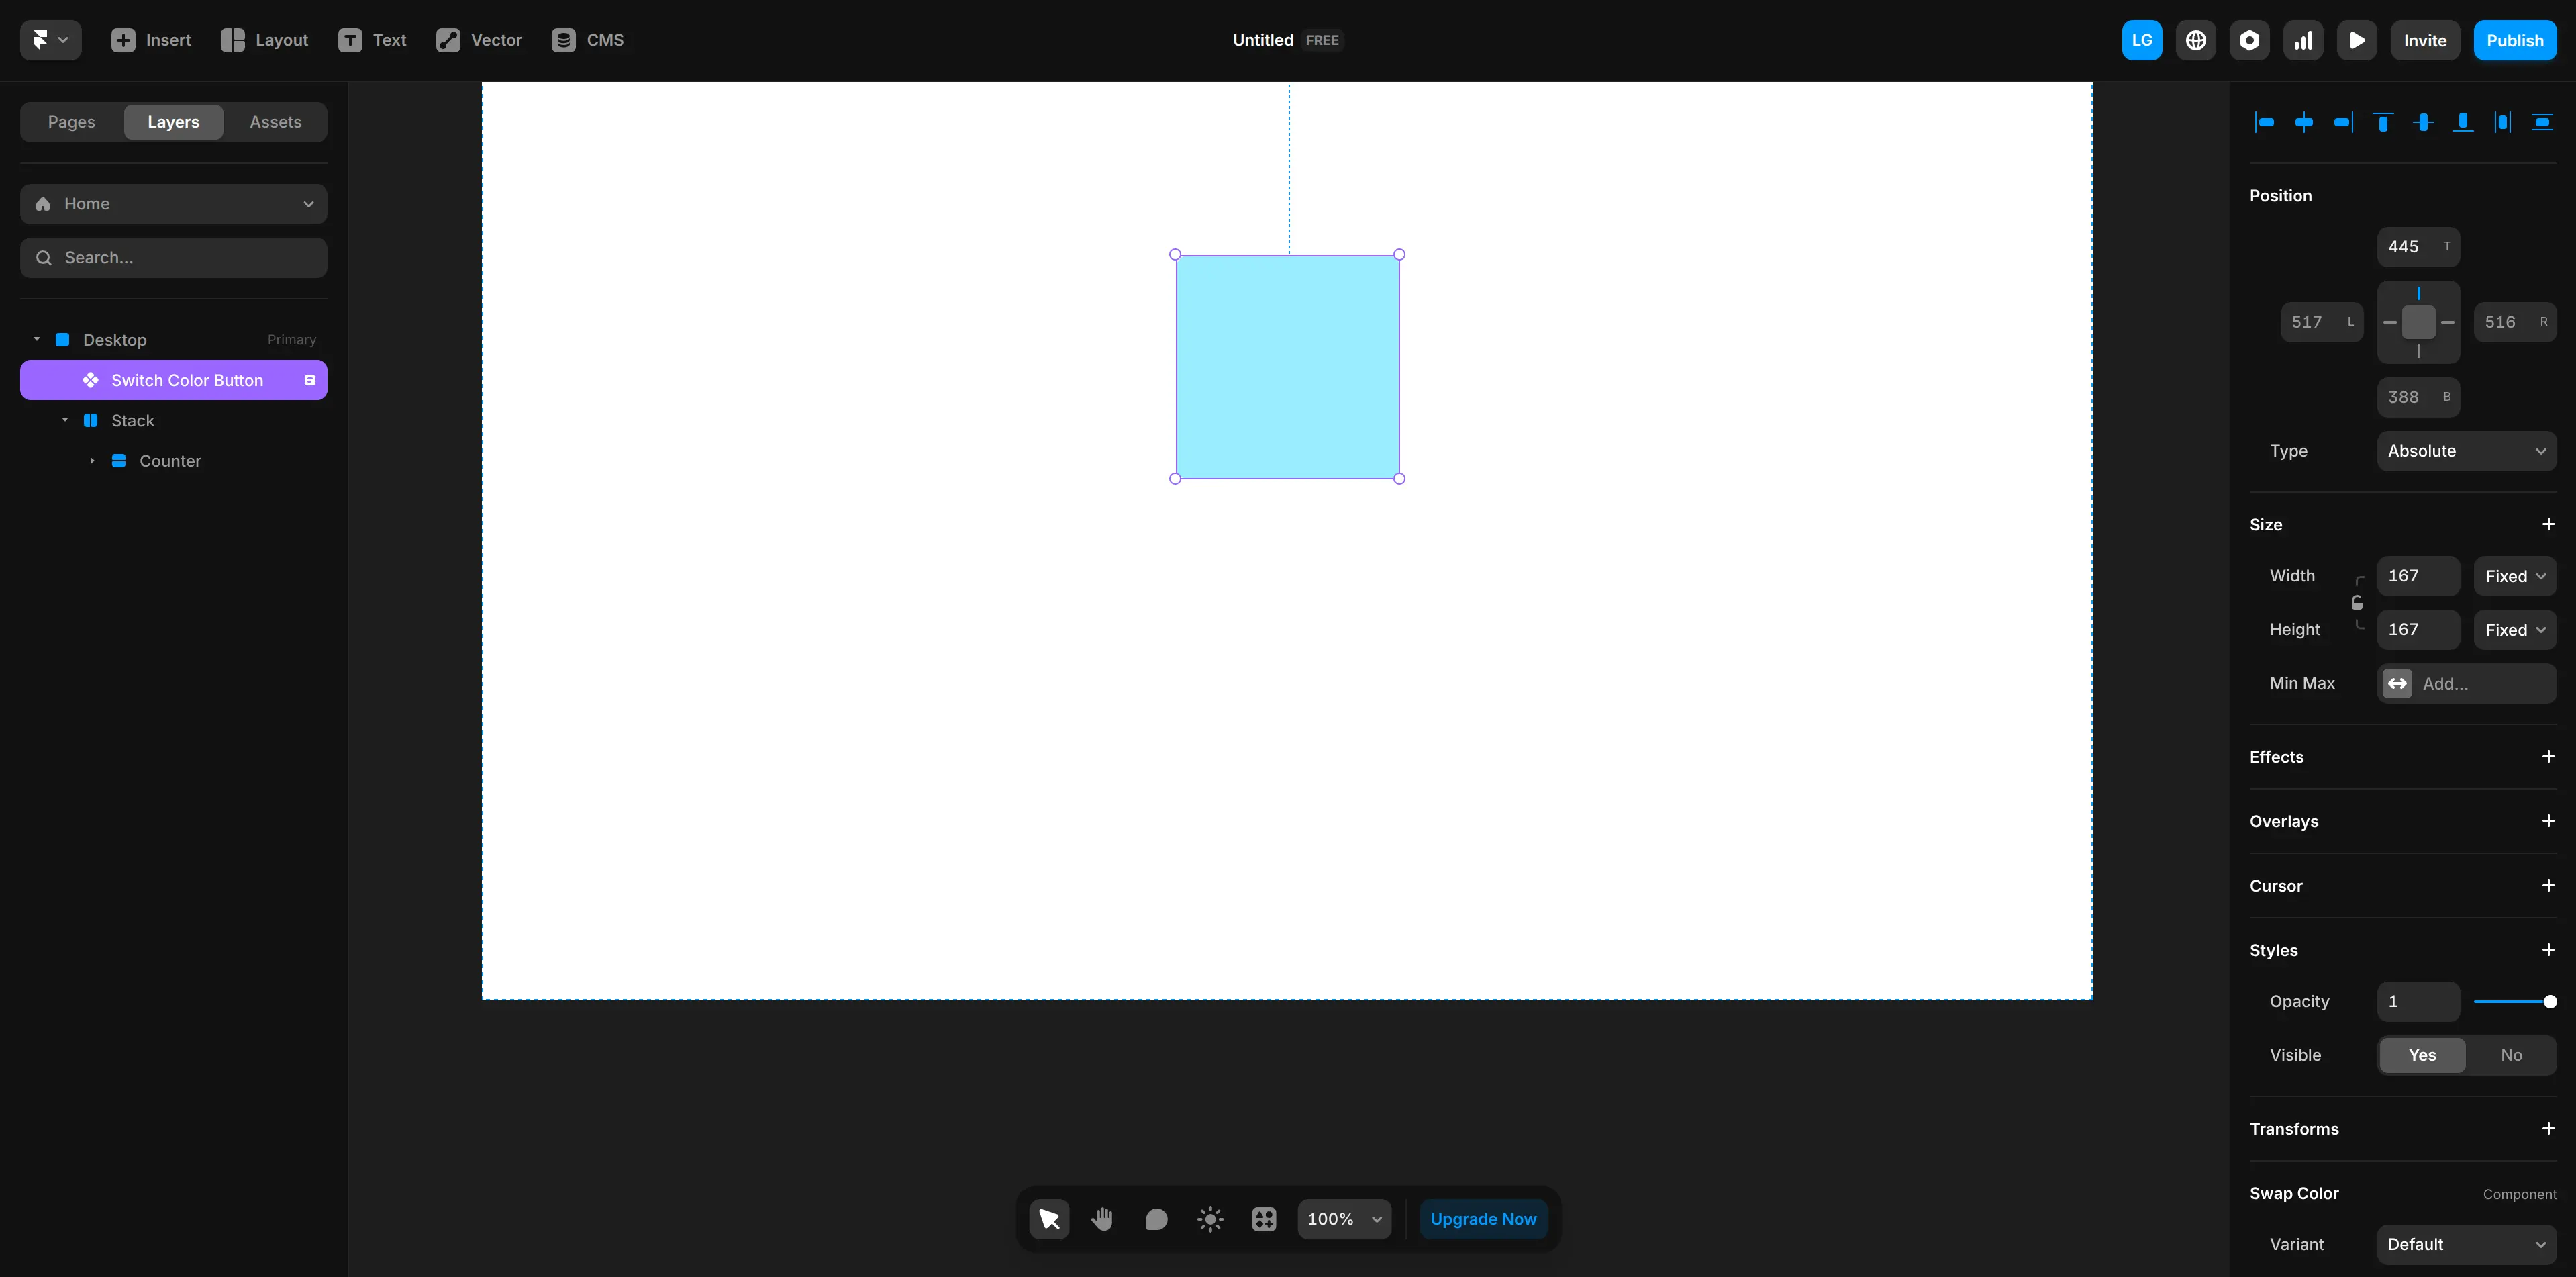 Insert
Layout
Text
Vector
CMS
Untitled FREE
LG
Invite
Publish
Pages
Layers
Assets
Home
Search...
Desktop Primary
Switch Color Button
Stack
Counter
Position
445 T
517 L
516 R
388 B
Type Absolute
Size
Width 167 Fixed
Height 167 Fixed
Min Max Add...
Effects
Overlays
Cursor
Styles
Opacity 1
Visible Yes No
Transforms
Swap Color Component
Variant Default
100%
Upgrade Now